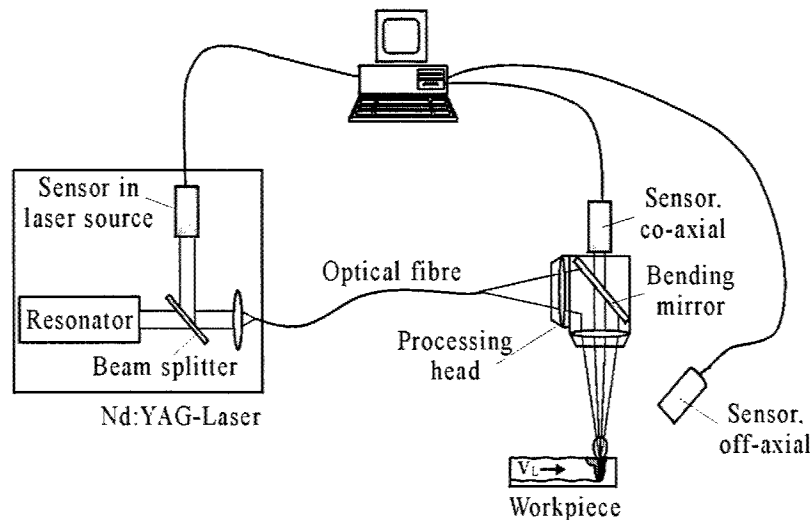 Sensor in
laser source
Resonator
Beam splitter
Nd:YAG-Laser
Optical fibre
Sensor.
co-axial
Bending
mirror
Processing
head
Sensor.
off-axial
VL
Workpiece